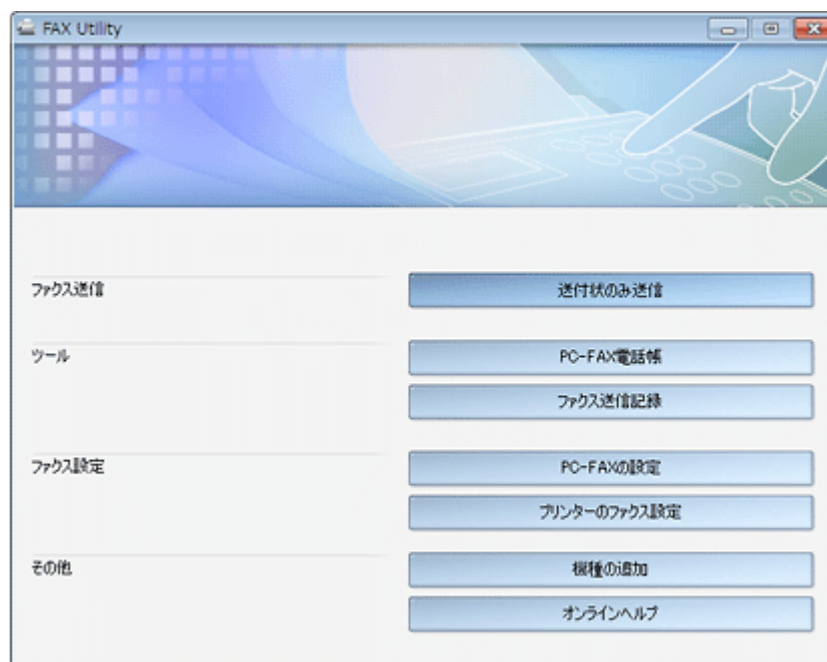 FAX Utility
ファクス送信
送付状のみ送信
ツール
PC-FAX電話帳
ファクス送信記録
ファクス設定
PC-FAXの設定
プリンターのファクス設定
その他
機種の追加
オンラインヘルプ